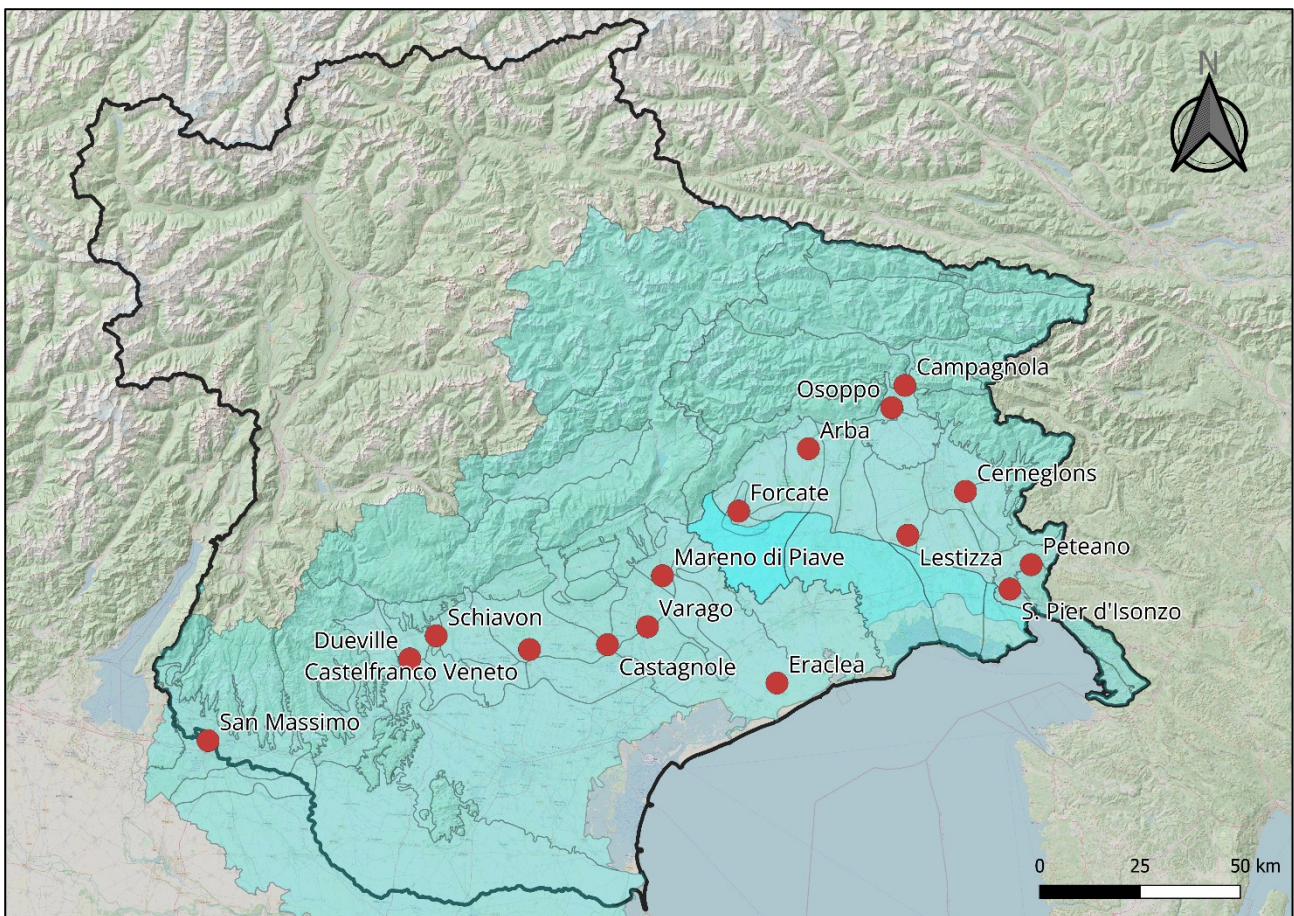 N
Campagnola
Osoppo
Arba
Cerneglons
Forcate
Mareno di Piave
Lestizza
Peteano
Varago
S. Pier d'Isonzo
Schiavon
Dueville
Castelfranco Veneto
Castagnole
Eraclea
San Massimo
0 25 50 km